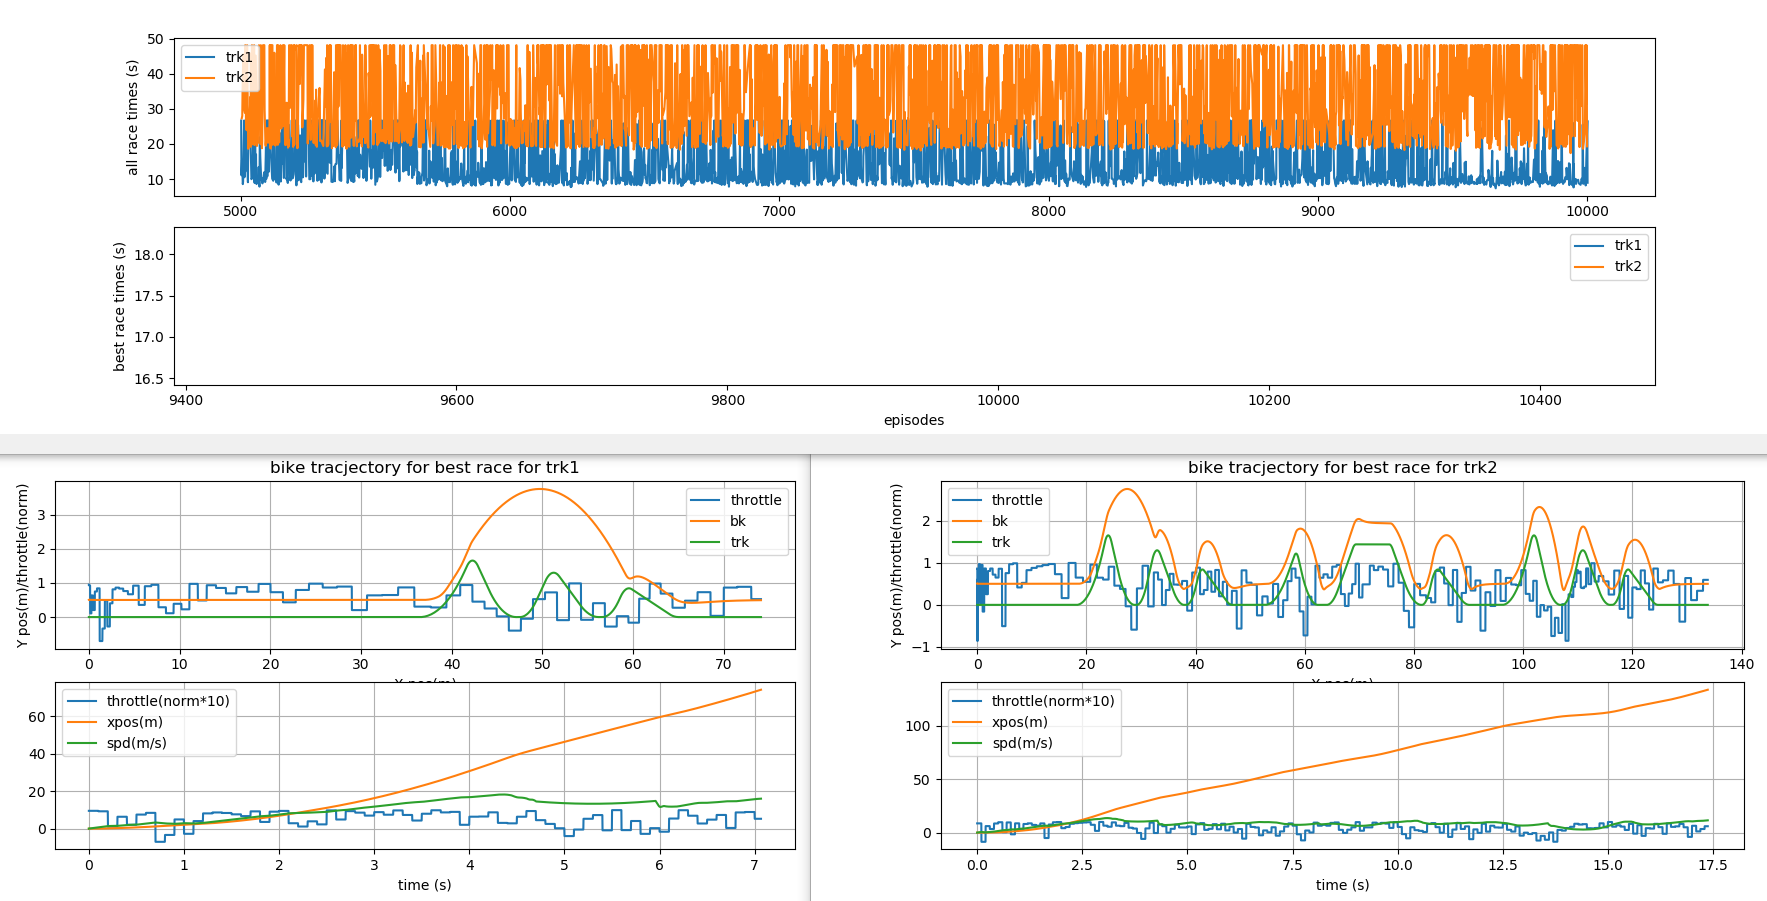 50
40
30
20
10
all race times (s)
trk1
trk2
5000 6000 7000 8000 9000 10000
18.0
17.5
17.0
16.5
best race times (s)
trk1
trk2
9400 9600 9800 10000 10200 10400
episodes
bike tracjectory for best race for trk1
3
2
1
0
Y pos(m)/throttle(norm)
throttle
bk
trk
0 10 20 30 40 50 60 70
X pos(m)
60
40
20
0
throttle(norm*10)
xpos(m)
spd(m/s)
0 1 2 3 4 5 6 7
time (s)
bike tracjectory for best race for trk2
2
1
0
−1
Y pos(m)/throttle(norm)
throttle
bk
trk
0 20 40 60 80 100 120 140
X pos(m)
100
50
0
throttle(norm*10)
xpos(m)
spd(m/s)
0.0 2.5 5.0 7.5 10.0 12.5 15.0 17.5
time (s)